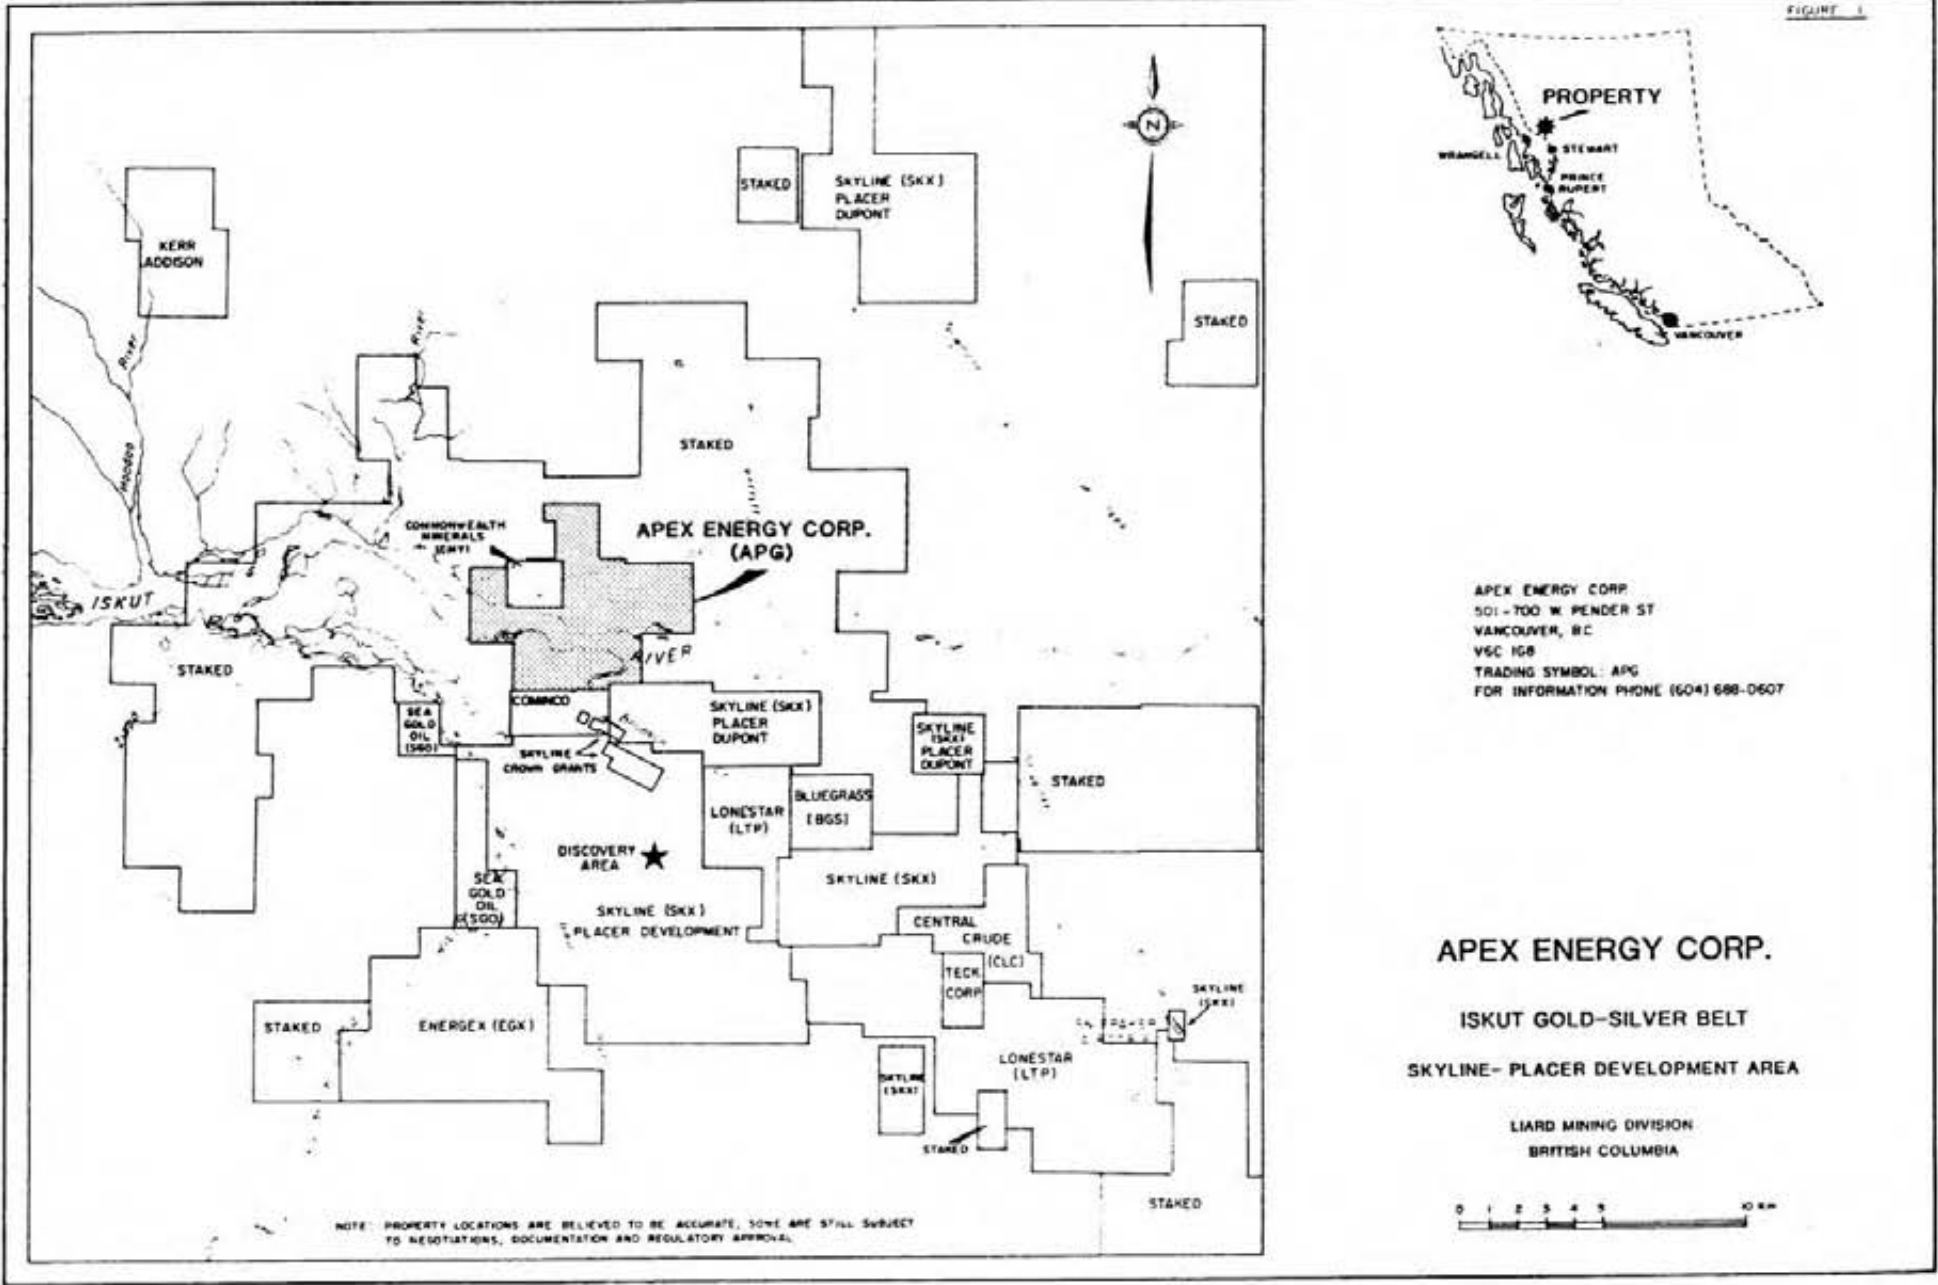 FIGURE 1
N
PROPERTY
WRANGELL
STEWART
PRINCE
RUPERT
VANCOUVER
KERR
ADDISON
STAKED
SKYLINE (SKX)
PLACER
DUPONT
STAKED
River
River
Hoodoo
STAKED
COMMONWEALTH
MINERALS
(CMY)
APEX ENERGY CORP.
(APG)
ISKUT
RIVER
STAKED
COMINCO
SEA
GOLD
OIL
(SGO)
SKYLINE
CROWN GRANTS
SKYLINE (SKX)
PLACER
DUPONT
SKYLINE
(SKX)
PLACER
DUPONT
STAKED
LONESTAR
(LTP)
BLUEGRASS
(BGS)
DISCOVERY
AREA
SEA
GOLD
OIL
(SGO)
SKYLINE (SKX)
PLACER DEVELOPMENT
SKYLINE (SKX)
CENTRAL
CRUDE
(CLC)
TECK
CORP
SKYLINE
(SKX)
STAKED
ENERGEX (EGX)
LONESTAR
(LTP)
SKYLINE
(SKX)
STAKED
STAKED
NOTE: PROPERTY LOCATIONS ARE BELIEVED TO BE ACCURATE, SOME ARE STILL SUBJECT
TO NEGOTIATIONS, DOCUMENTATION AND REGULATORY APPROVAL
APEX ENERGY CORP.
501-700 W. PENDER ST
VANCOUVER, BC
V6C 1G8
TRADING SYMBOL: APG
FOR INFORMATION PHONE (604) 688-0607
APEX ENERGY CORP.
ISKUT GOLD-SILVER BELT
SKYLINE- PLACER DEVELOPMENT AREA
LIARD MINING DIVISION
BRITISH COLUMBIA
0 1 2 3 4 5 10 Km